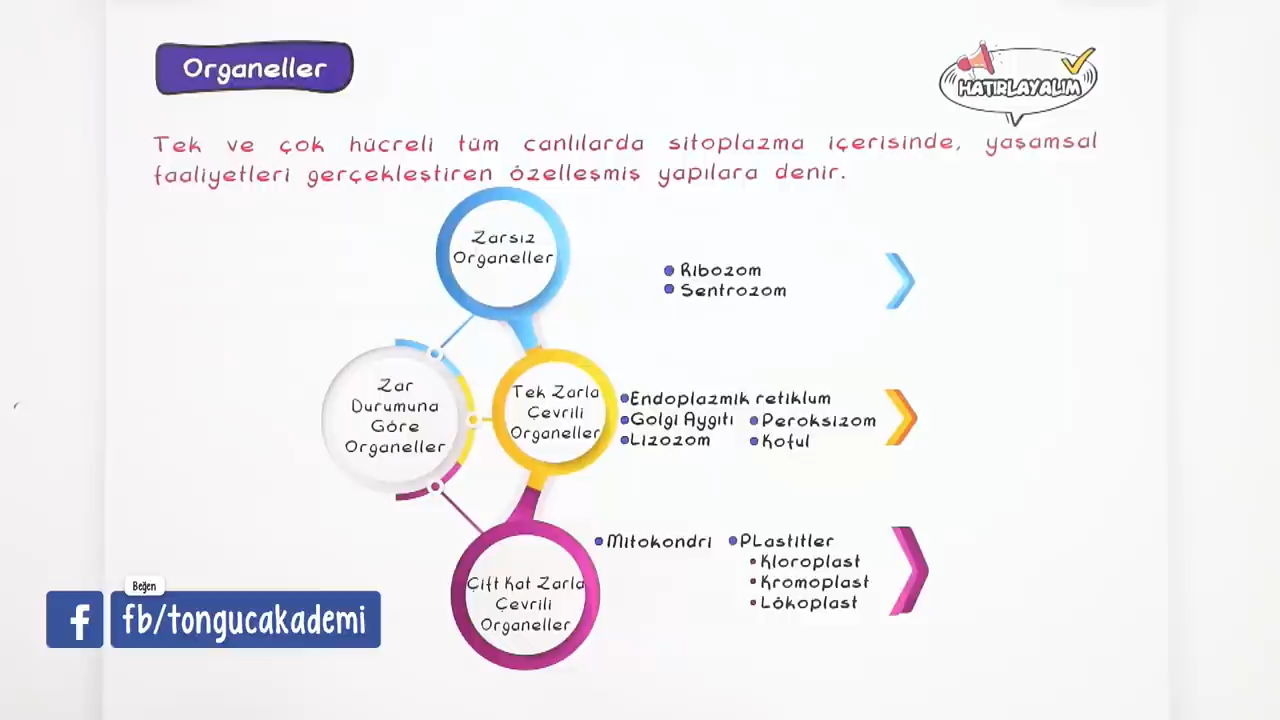 Organeller
HATIRLAYALIM
Tek ve çok hücreli tüm canlılarda sitoplazma içerisinde, yaşamsal
faaliyetleri gerçekleştiren özelleşmiş yapılara denir.
Zarsız
Organeller
Ribozom
Sentrozom
Zar
Durumuna
Göre
Organeller
Tek Zarla
Çevrili
Organeller
Endoplazmik retiklum
Golgi Aygıtı
Peroksizom
Lizozom
Koful
Çift Kat Zarla
Çevrili
Organeller
Mitokondri
PLastitler
Kloroplast
Kromoplast
Lökoplast
Beğen
f
fb/tongucakademi